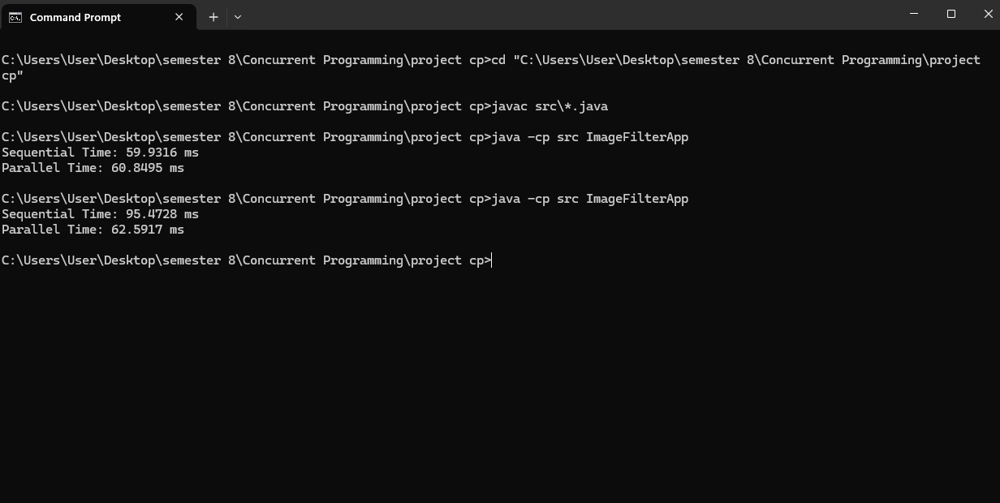 Command Prompt
C:\Users\User\Desktop\semester 8\Concurrent Programming\project cp>cd "C:\Users\User\Desktop\semester 8\Concurrent Programming\project
cp"
C:\Users\User\Desktop\semester 8\Concurrent Programming\project cp>javac src\*.java
C:\Users\User\Desktop\semester 8\Concurrent Programming\project cp>java -cp src ImageFilterApp
Sequential Time: 59.9316 ms
Parallel Time: 60.8495 ms
C:\Users\User\Desktop\semester 8\Concurrent Programming\project cp>java -cp src ImageFilterApp
Sequential Time: 95.4728 ms
Parallel Time: 62.5917 ms
C:\Users\User\Desktop\semester 8\Concurrent Programming\project cp>